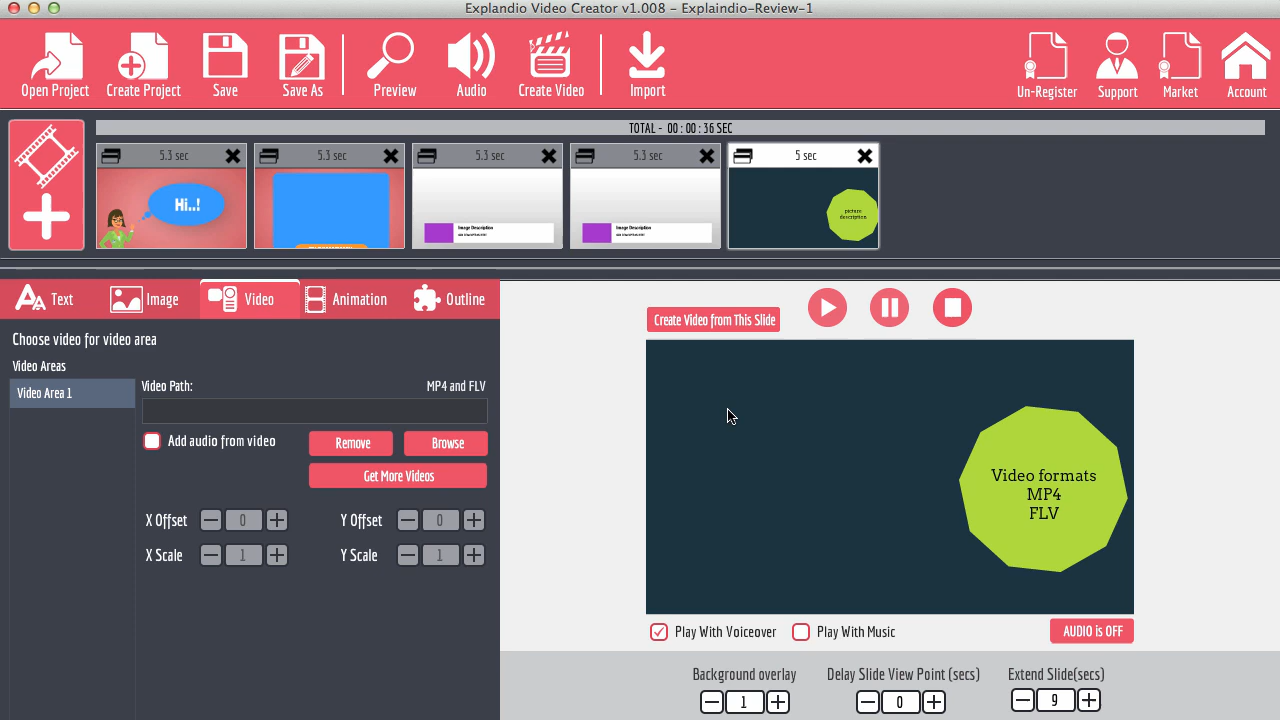 Explandio Video Creator v1.008 – Explaindio-Review-1
Open Project
Create Project
Save
Save As
Preview
Audio
Create Video
Import
Un-Register
Support
Market
Account
TOTAL - 00 : 00 : 36 SEC
5.3 sec
5.3 sec
5.3 sec
5.3 sec
5 sec
Hi..!
Image Description
Image Description
picture
description
Text
Image
Video
Animation
Outline
Choose video for video area
Video Areas
Video Area 1
Video Path:
MP4 and FLV
Add audio from video
Remove
Browse
Get More Videos
X Offset
0
Y Offset
0
X Scale
1
Y Scale
1
Create Video from This Slide
Video formats
MP4
FLV
Play With Voiceover
Play With Music
AUDIO is OFF
Background overlay
1
Delay Slide View Point (secs)
0
Extend Slide(secs)
9